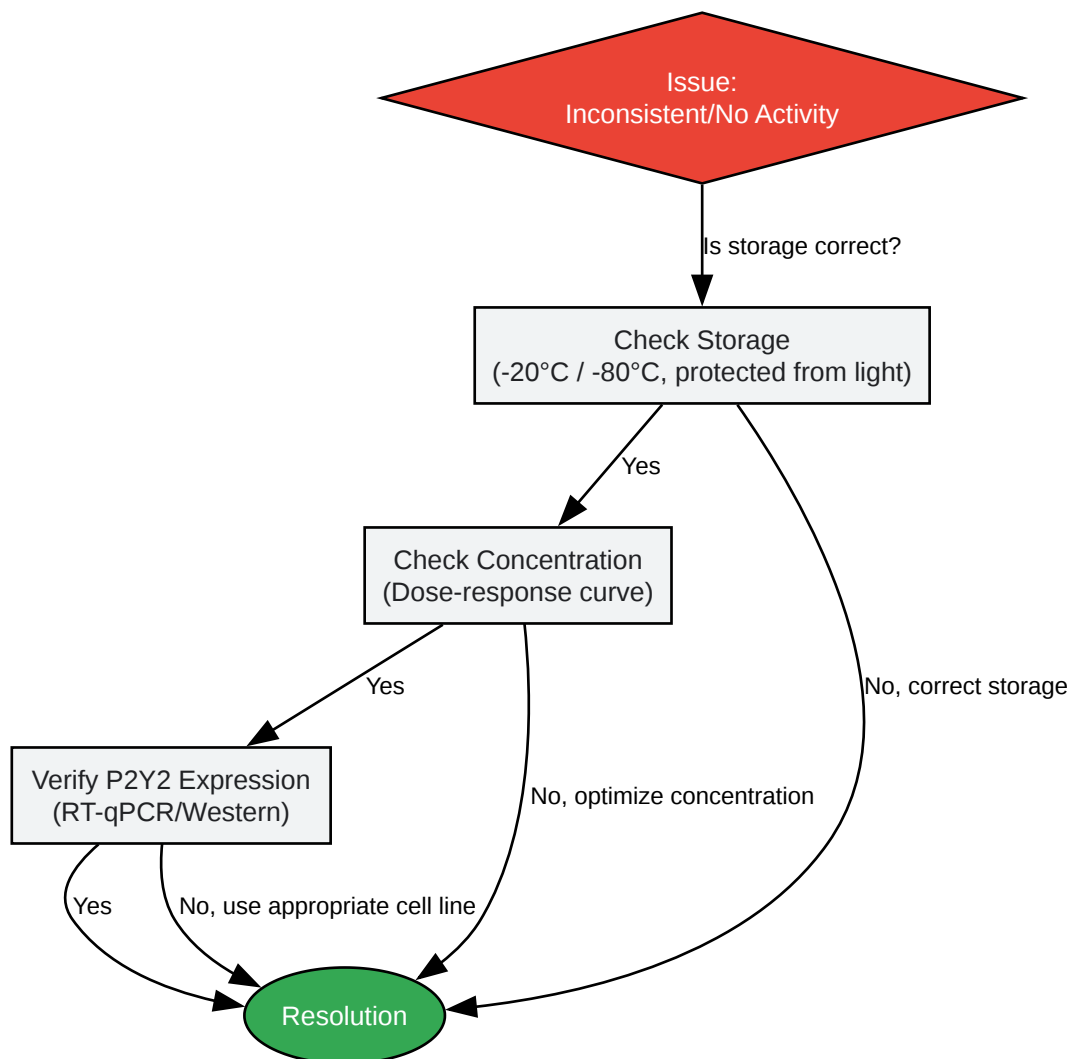 Issue:
Inconsistent/No Activity
Is storage correct?
Check Storage
(-20°C / -80°C, protected from light)
Yes
Check Concentration
(Dose-response curve)
Yes
No, correct storage
Verify P2Y2 Expression
(RT-qPCR/Western)
No, optimize concentration
Yes
No, use appropriate cell line
Resolution